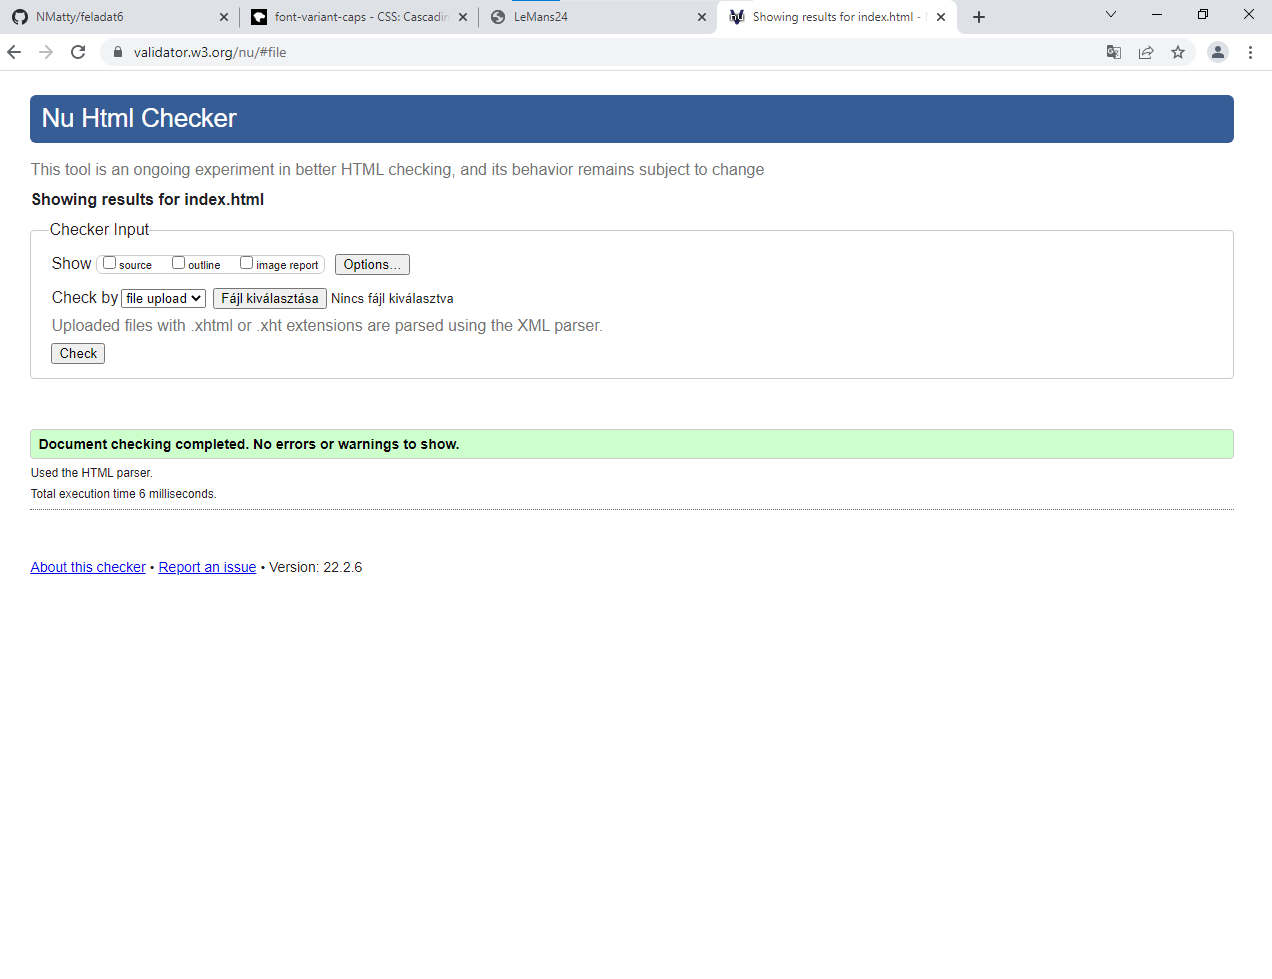 NMatty/feladat6
font-variant-caps - CSS: Cascadin
LeMans24
Showing results for index.html -
validator.w3.org/nu/#file
Nu Html Checker
This tool is an ongoing experiment in better HTML checking, and its behavior remains subject to change
Showing results for index.html
Checker Input
Show source outline image report Options...
Check by file upload Fájl kiválasztása Nincs fájl kiválasztva
Uploaded files with .xhtml or .xht extensions are parsed using the XML parser.
Check
Document checking completed. No errors or warnings to show.
Used the HTML parser.
Total execution time 6 milliseconds.
About this checker • Report an issue • Version: 22.2.6